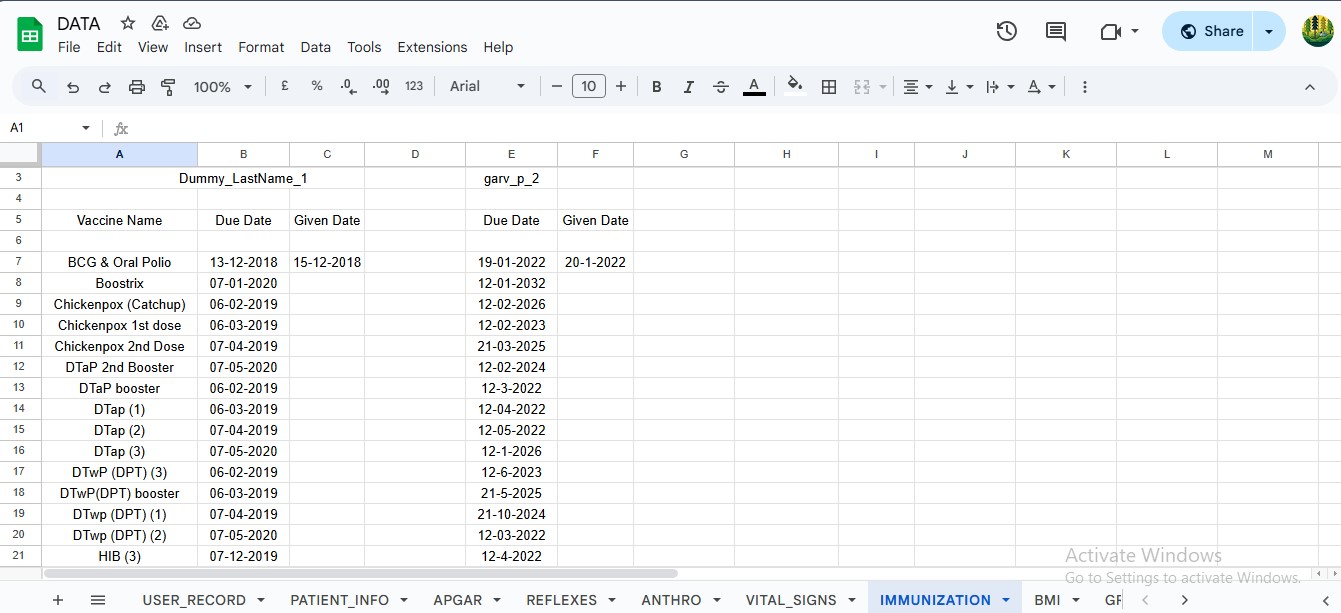 DATA
File Edit View Insert Format Data Tools Extensions Help
Share
100% £ % .0 .00 123 Arial 10 B I A
A1 fx
A B C D E F G H I J K L M
3 Dummy_LastName_1 garv_p_2
4
5 Vaccine Name Due Date Given Date Due Date Given Date
6
7 BCG & Oral Polio 13-12-2018 15-12-2018 19-01-2022 20-1-2022
8 Boostrix 07-01-2020 12-01-2032
9 Chickenpox (Catchup) 06-02-2019 12-02-2026
10 Chickenpox 1st dose 06-03-2019 12-02-2023
11 Chickenpox 2nd Dose 07-04-2019 21-03-2025
12 DTaP 2nd Booster 07-05-2020 12-02-2024
13 DTaP booster 06-02-2019 12-3-2022
14 DTap (1) 06-03-2019 12-04-2022
15 DTap (2) 07-04-2019 12-05-2022
16 DTap (3) 07-05-2020 12-1-2026
17 DTwP (DPT) (3) 06-02-2019 12-6-2023
18 DTwP(DPT) booster 06-03-2019 21-5-2025
19 DTwp (DPT) (1) 07-04-2019 21-10-2024
20 DTwp (DPT) (2) 07-05-2020 12-03-2022
21 HIB (3) 07-12-2019 12-4-2022
Activate Windows
Go to Settings to activate Windows.
USER_RECORD PATIENT_INFO APGAR REFLEXES ANTHRO VITAL_SIGNS IMMUNIZATION BMI